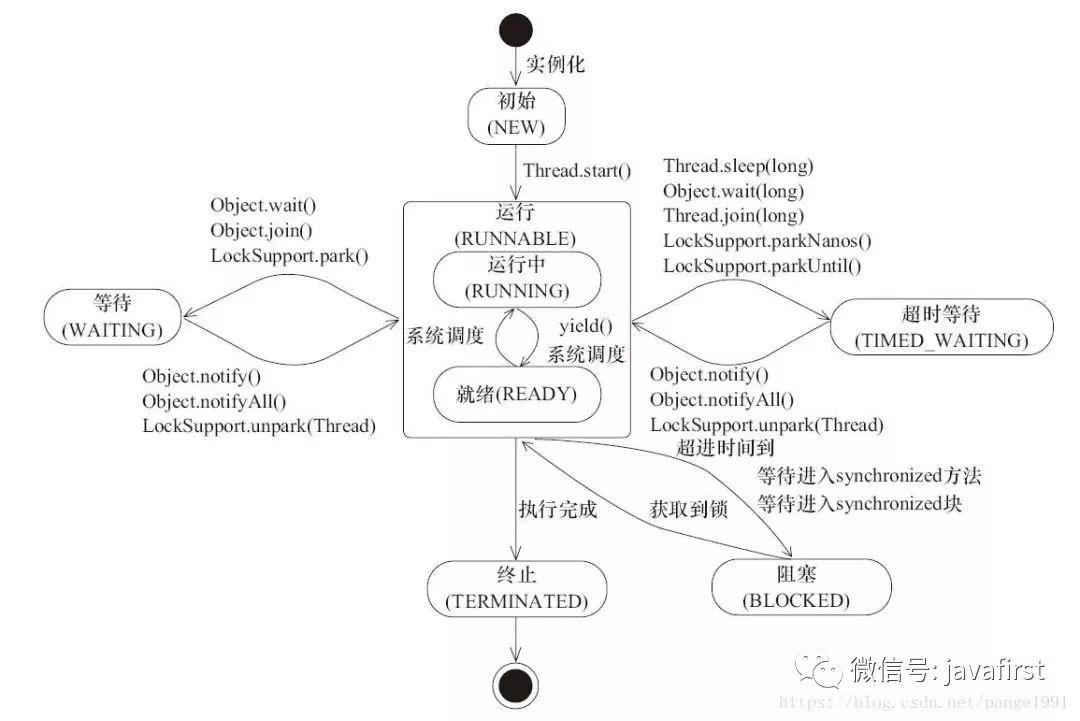 实例化
初始
(NEW)
Thread.start()
Object.wait()
Object.join()
LockSupport.park()
运行
(RUNNABLE)
运行中
(RUNNING)
Thread.sleep(long)
Object.wait(long)
Thread.join(long)
LockSupport.parkNanos()
LockSupport.parkUntil()
等待
(WAITING)
系统调度
yield()
系统调度
超时等待
(TIMED_WAITING)
就绪(READY)
Object.notify()
Object.notifyAll()
LockSupport.unpark(Thread)
Object.notify()
Object.notifyAll()
LockSupport.unpark(Thread)
超进时间到
等待进入synchronized方法
等待进入synchronized块
执行完成
获取到锁
终止
(TERMINATED)
阻塞
(BLOCKED)
微信号: javafirst
https://blog.csdn.net/pange1991